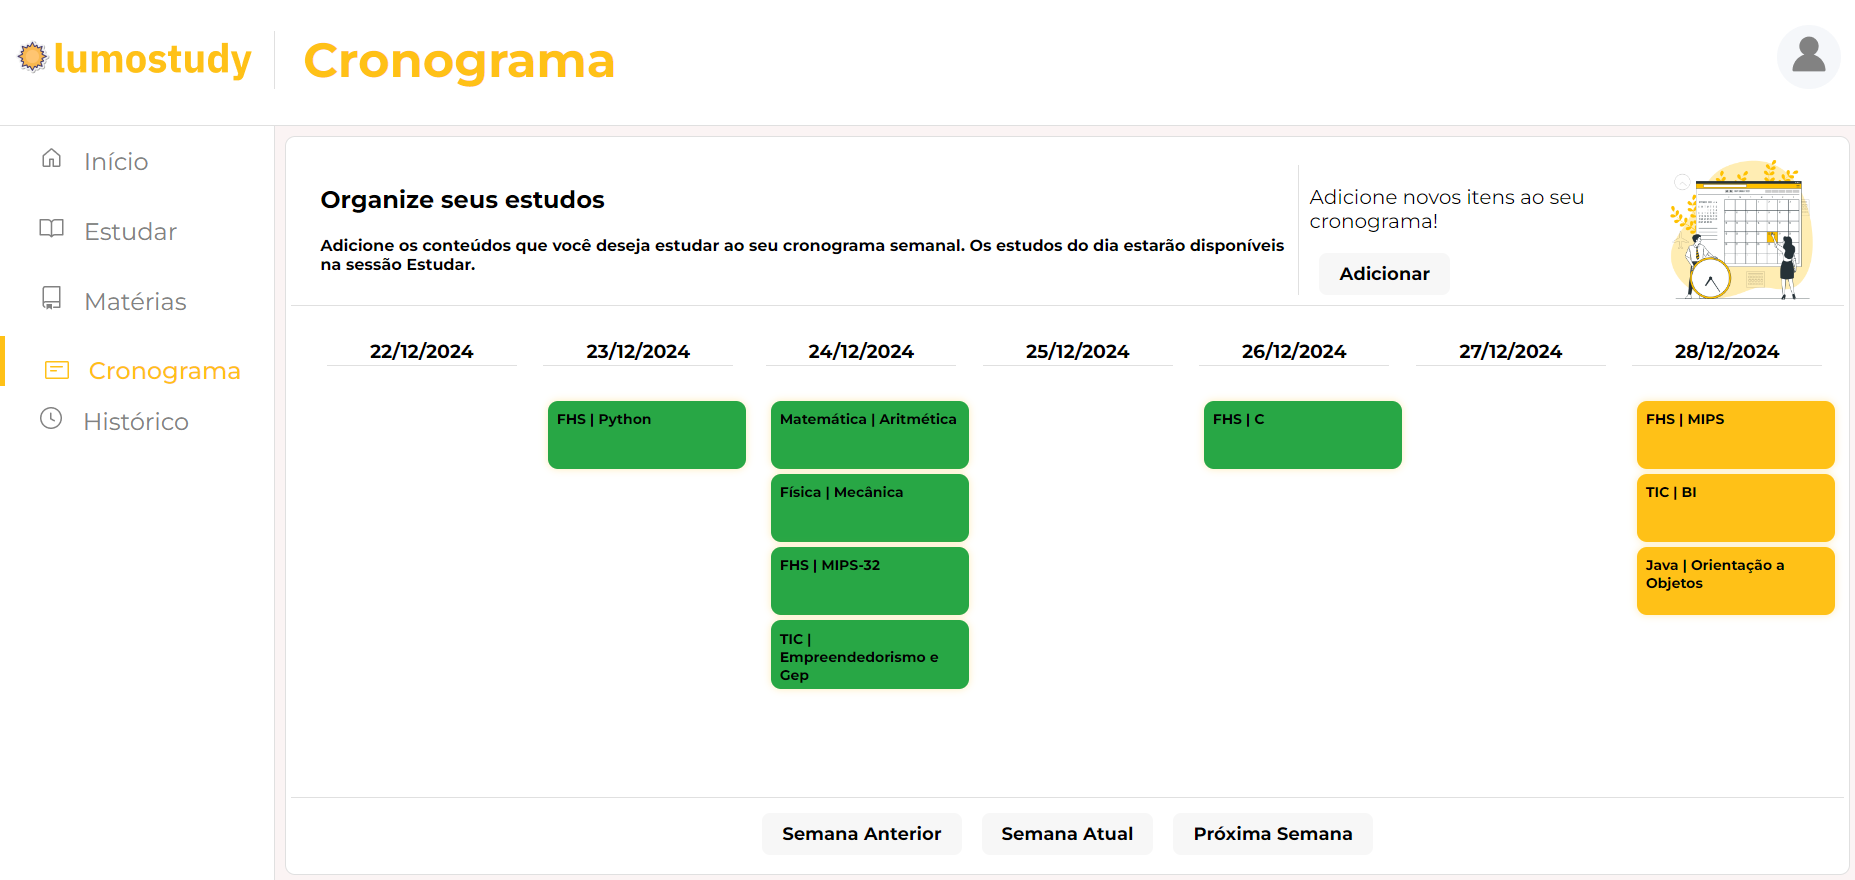 lumostudy
Cronograma
Início
Estudar
Matérias
Cronograma
Histórico
Organize seus estudos
Adicione os conteúdos que você deseja estudar ao seu cronograma semanal. Os estudos do dia estarão disponíveis
na sessão Estudar.
Adicione novos itens ao seu
cronograma!
Adicionar
22/12/2024
23/12/2024
24/12/2024
25/12/2024
26/12/2024
27/12/2024
28/12/2024
FHS | Python
Matemática | Aritmética
Física | Mecânica
FHS | MIPS-32
TIC |
Empreendedorismo e
Gep
FHS | C
FHS | MIPS
TIC | BI
Java | Orientação a
Objetos
Semana Anterior
Semana Atual
Próxima Semana